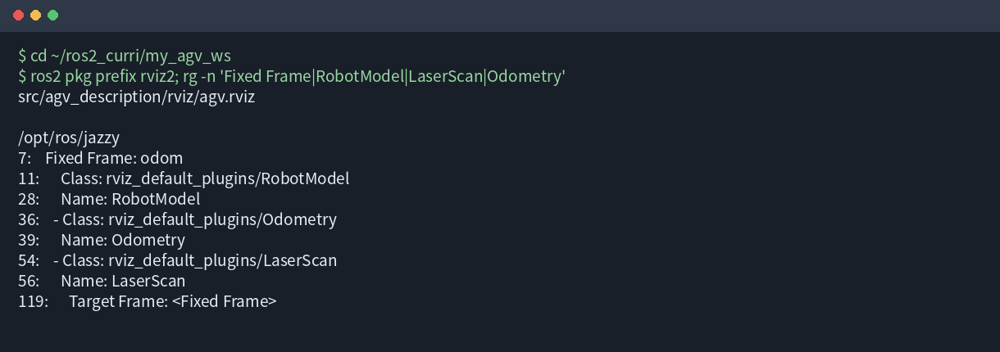 $ cd ~/ros2_curri/my_agv_ws
$ ros2 pkg prefix rviz2; rg -n 'Fixed Frame|RobotModel|LaserScan|Odometry'
src/agv_description/rviz/agv.rviz

/opt/ros/jazzy
7:   Fixed Frame: odom
11:     Class: rviz_default_plugins/RobotModel
28:     Name: RobotModel
36:   - Class: rviz_default_plugins/Odometry
39:     Name: Odometry
54:   - Class: rviz_default_plugins/LaserScan
56:     Name: LaserScan
119:     Target Frame: <Fixed Frame>